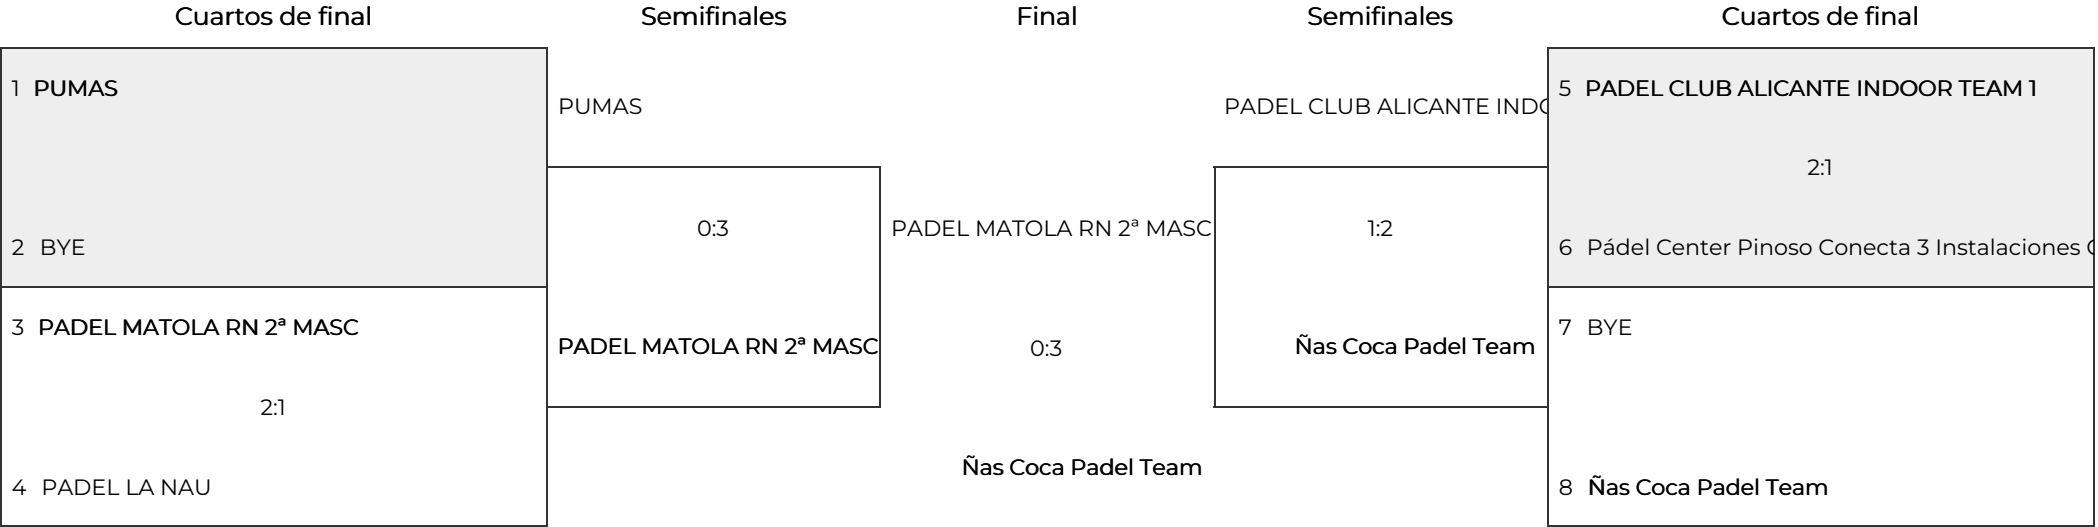 Cuartos de final
Semifinales
Final
Semifinales
Cuartos de final
1 PUMAS
2 BYE
3 PADEL MATOLA RN 2ª MASC
2:1
4 PADEL LA NAU
PUMAS
0:3
PADEL MATOLA RN 2ª MASC
PADEL MATOLA RN 2ª MASC
0:3
Ñas Coca Padel Team
PADEL CLUB ALICANTE
1:2
Ñas Coca Padel Team
5 PADEL CLUB ALICANTE INDOOR TEAM 1
2:1
6 Pádel Center Pinoso Conecta 3 Instalaciones
7 BYE
8 Ñas Coca Padel Team